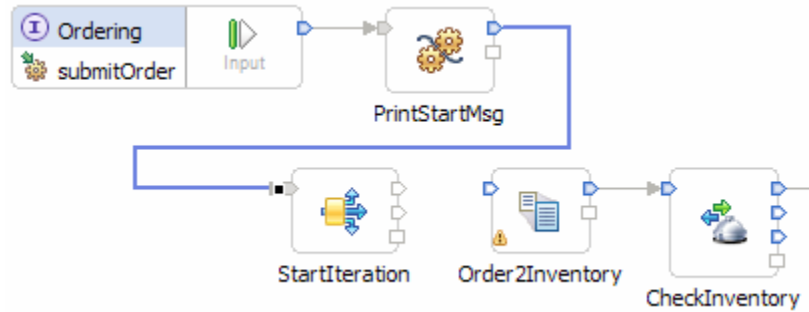 Ordering
submitOrder
Input
PrintStartMsg
StartIteration
Order2Inventory
CheckInventory